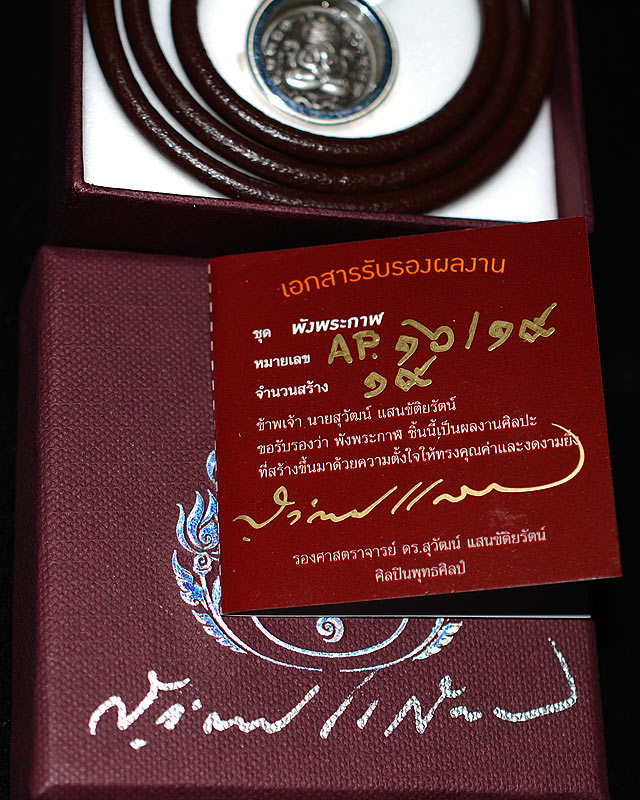 เอกสารรับรองผลงาน
ชุด พังพระกาฬ
หมายเลข AP. ๑๖/๑๙
จำนวนสร้าง ๑๙
ข้าพเจ้า นายสุวัฒน์ แสนขัติยรัตน์
ขอรับรองว่า พังพระกาฬ ชิ้นนี้เป็นผลงานศิลปะ
ที่สร้างขึ้นมาด้วยความตั้งใจให้ทรงคุณค่าและงดงามยิ่ง
รองศาสตราจารย์ ดร.สุวัฒน์ แสนขัติยรัตน์
ศิลปินพุทธศิลป์